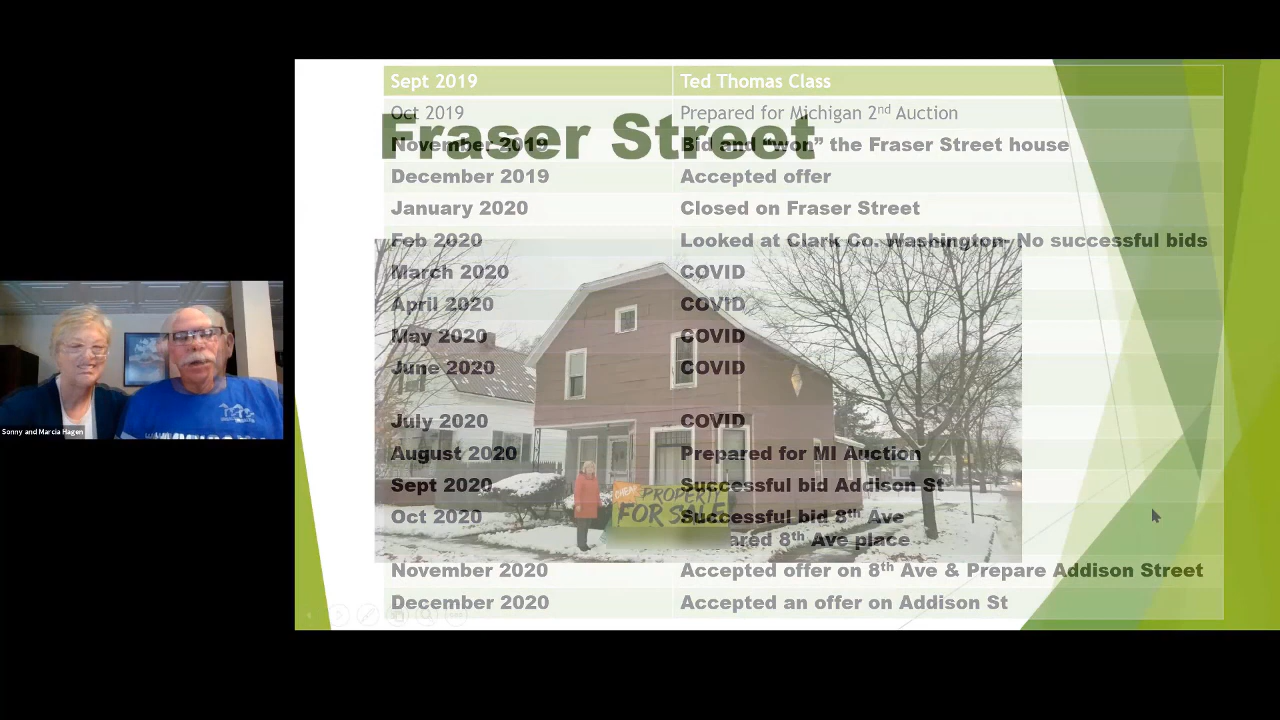 Fraser Street
Sept 2019 Ted Thomas Class
Oct 2019 Prepared for Michigan 2nd Auction
November 2019 Bid and “won” the Fraser Street house
December 2019 Accepted offer
January 2020 Closed on Fraser Street
Feb 2020 Looked at Clark Co. Washington- No successful bids
March 2020 COVID
April 2020 COVID
May 2020 COVID
June 2020 COVID
July 2020 COVID
August 2020 Prepared for MI Auction
Sept 2020 Successful bid Addison St
Oct 2020 Successful bid 8th Ave
ared 8th Ave place
November 2020 Accepted offer on 8th Ave & Prepare Addison Street
December 2020 Accepted an offer on Addison St
CHEAP PROPERTY
FOR SALE
Sonny and Marcia Hagen